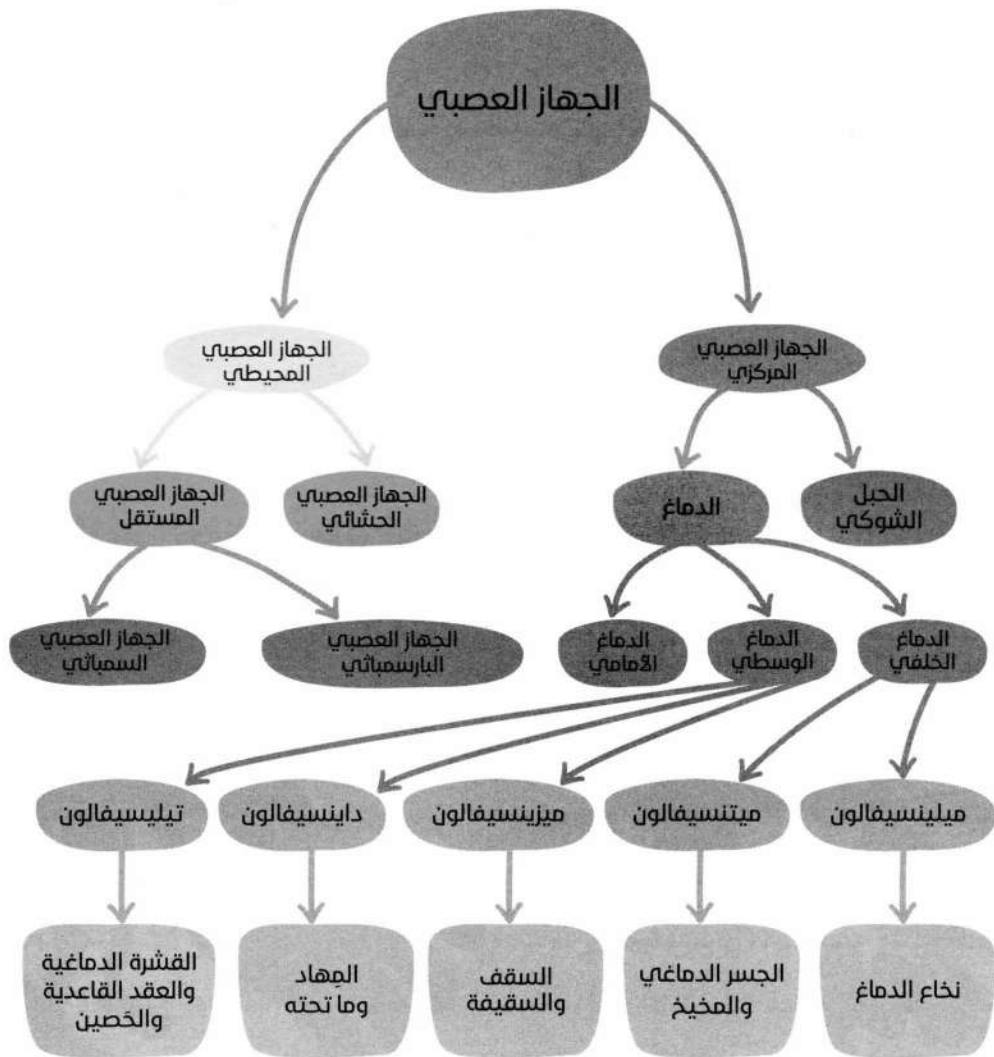 الجهاز العصبي
الجهاز العصبي
المركزي
الجهاز العصبي
المحيطي
الحبل
الشوكي
الدماغ
الجهاز العصبي
الحشائي
الجهاز العصبي
المستقل
الدماغ
الخلفي
الدماغ
الوسطي
الدماغ
الأمامي
الجهاز العصبي
البارسمباثي
الجهاز العصبي
السمباثي
ميلينسيفالون
ميتنسيفالون
ميزينسيفالون
داينسيفالون
تيليسيفالون
نخاع الدماغ
الجسر الدماغي
والمخيخ
السقف
والسقيفة
المِهاد
وما تحته
القشرة الدماغية
والعقد القاعدية
والحَصين